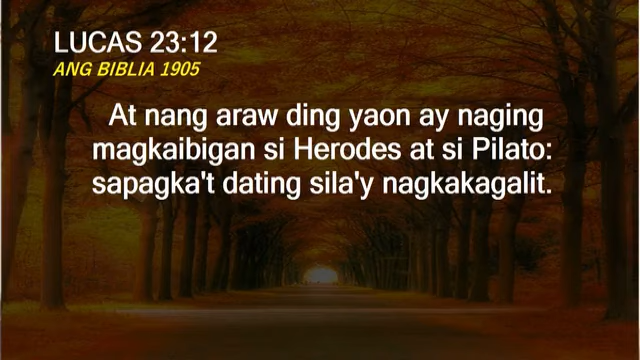 LUCAS 23:12
ANG BIBLIA 1905
At nang araw ding yaon ay naging
magkaibigan si Herodes at si Pilato:
sapagka't dating sila'y nagkakagalit.